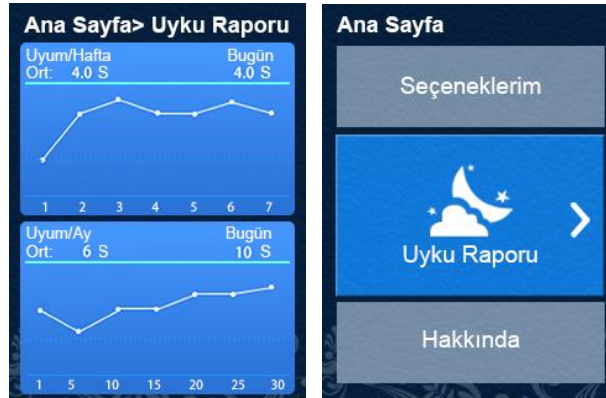 Ana Sayfa> Uyku Raporu
Uyum/Hafta Bugün
Ort: 4.0 S 4.0 S
1 2 3 4 5 6 7
Uyum/Ay Bugün
Ort: 6 S 10 S
1 5 10 15 20 25 30
Ana Sayfa
Seçeneklerim
Uyku Raporu
Hakkında